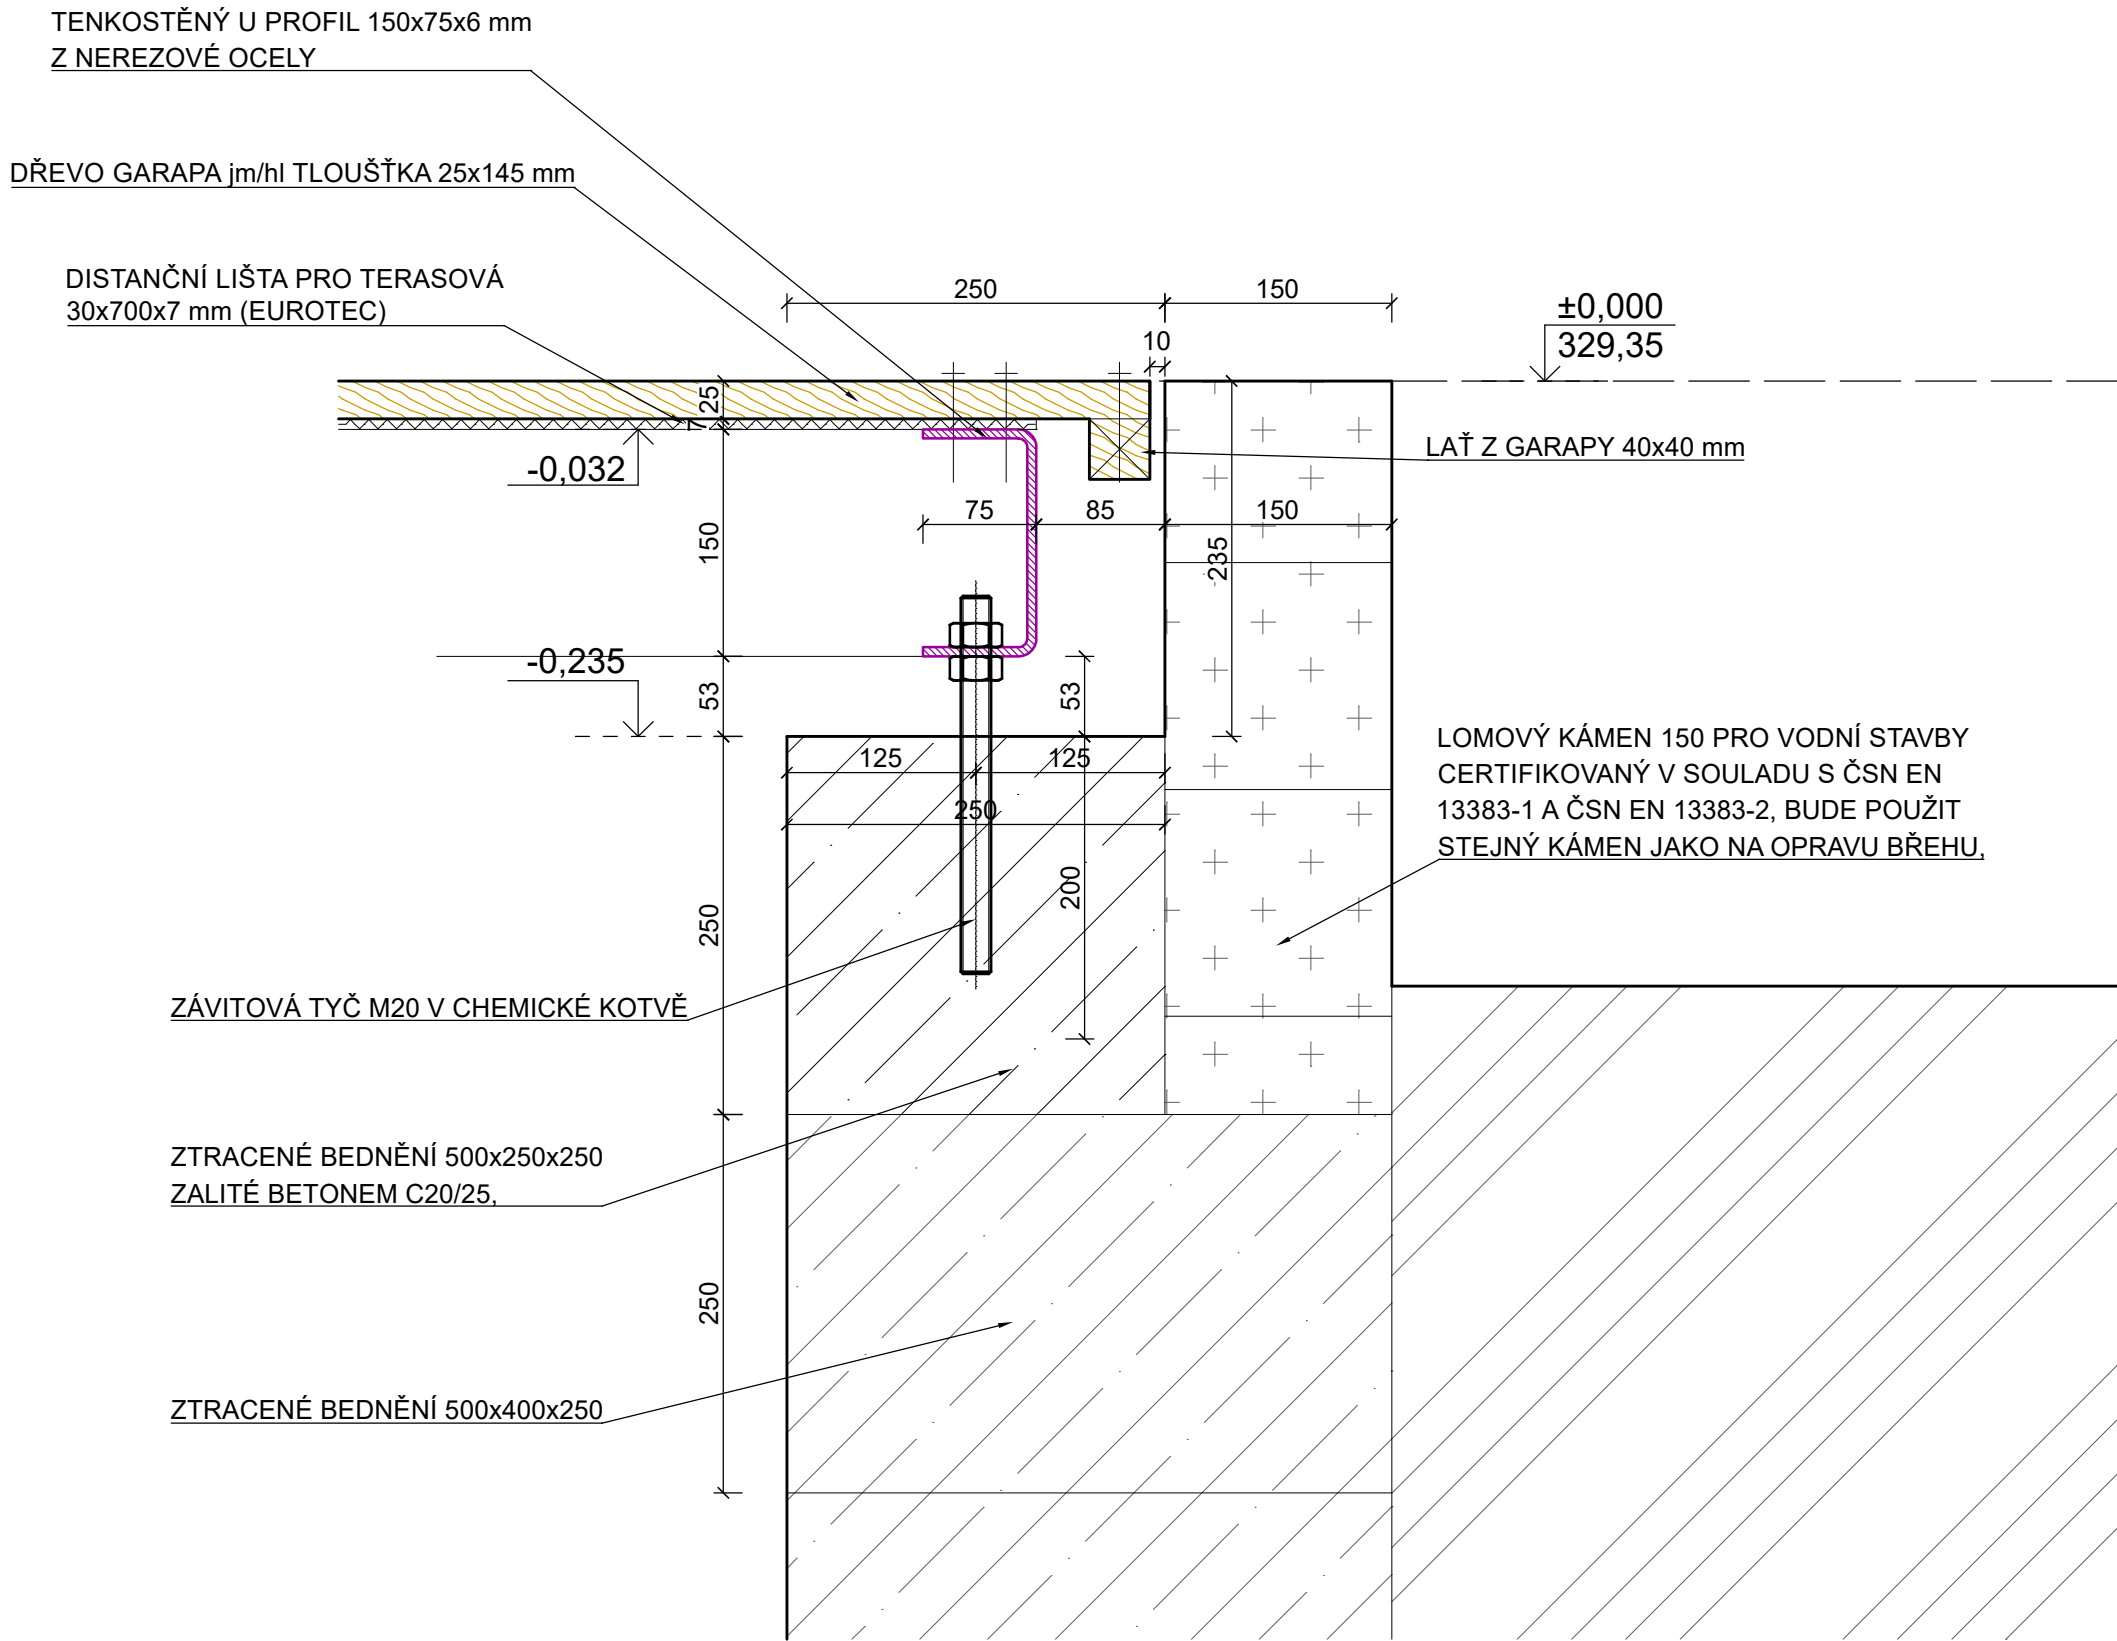 TENKOSTĚNÝ U PROFIL 150x75x6 mm
Z NEREZOVÉ OCELY
DŘEVO GARAPA jm/hl TLOUŠŤKA 25x145 mm
DISTANČNÍ LIŠTA PRO TERASOVÁ
30x700x7 mm (EUROTEC)
250
150
±0,000
329,35
10
25
7
-0,032
LAŤ Z GARAPY 40x40 mm
75
85
150
150
235
-0,235
53
53
LOMOVÝ KÁMEN 150 PRO VODNÍ STAVBY
CERTIFIKOVANÝ V SOULADU S ČSN EN
13383-1 A ČSN EN 13383-2, BUDE POUŽIT
STEJNÝ KÁMEN JAKO NA OPRAVU BŘEHU,
125
125
250
200
250
ZÁVITOVÁ TYČ M20 V CHEMICKÉ KOTVĚ
ZTRACENÉ BEDNĚNÍ 500x250x250
ZALITÉ BETONEM C20/25,
250
ZTRACENÉ BEDNĚNÍ 500x400x250